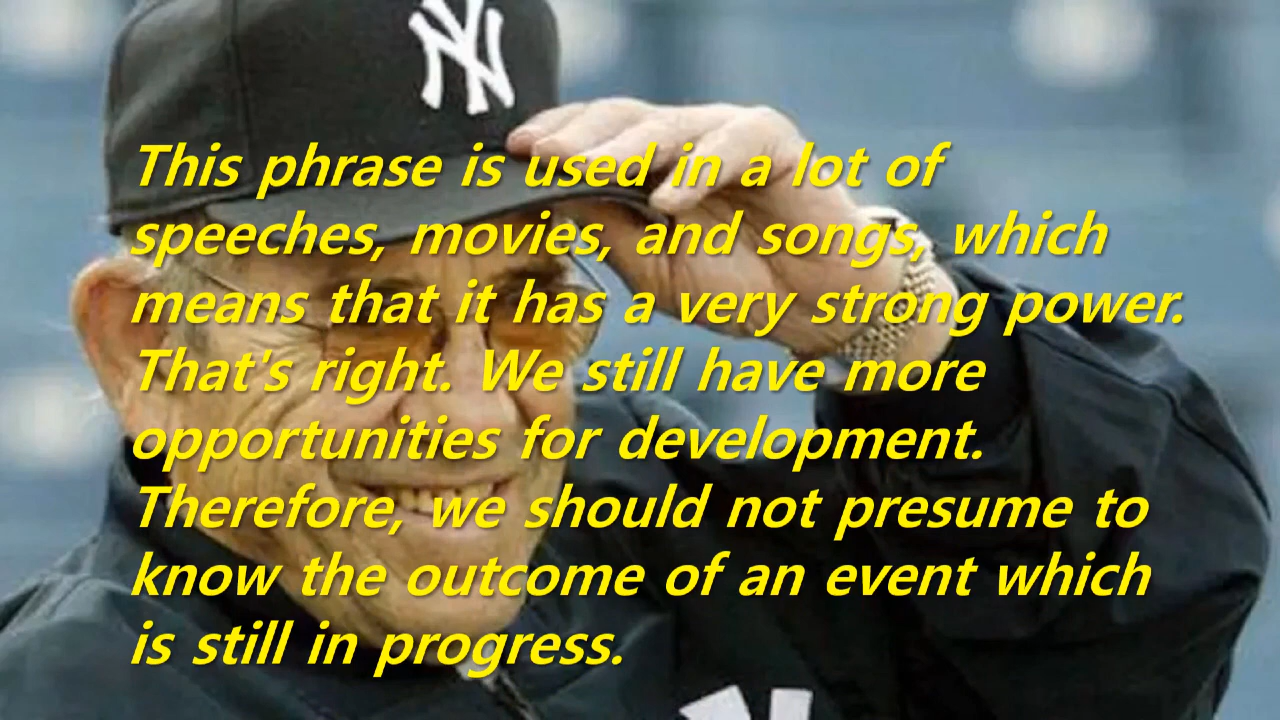 NY
This phrase is used in a lot of
speeches, movies, and songs, which
means that it has a very strong power.
That's right. We still have more
opportunities for development.
Therefore, we should not presume to
know the outcome of an event which
is still in progress.